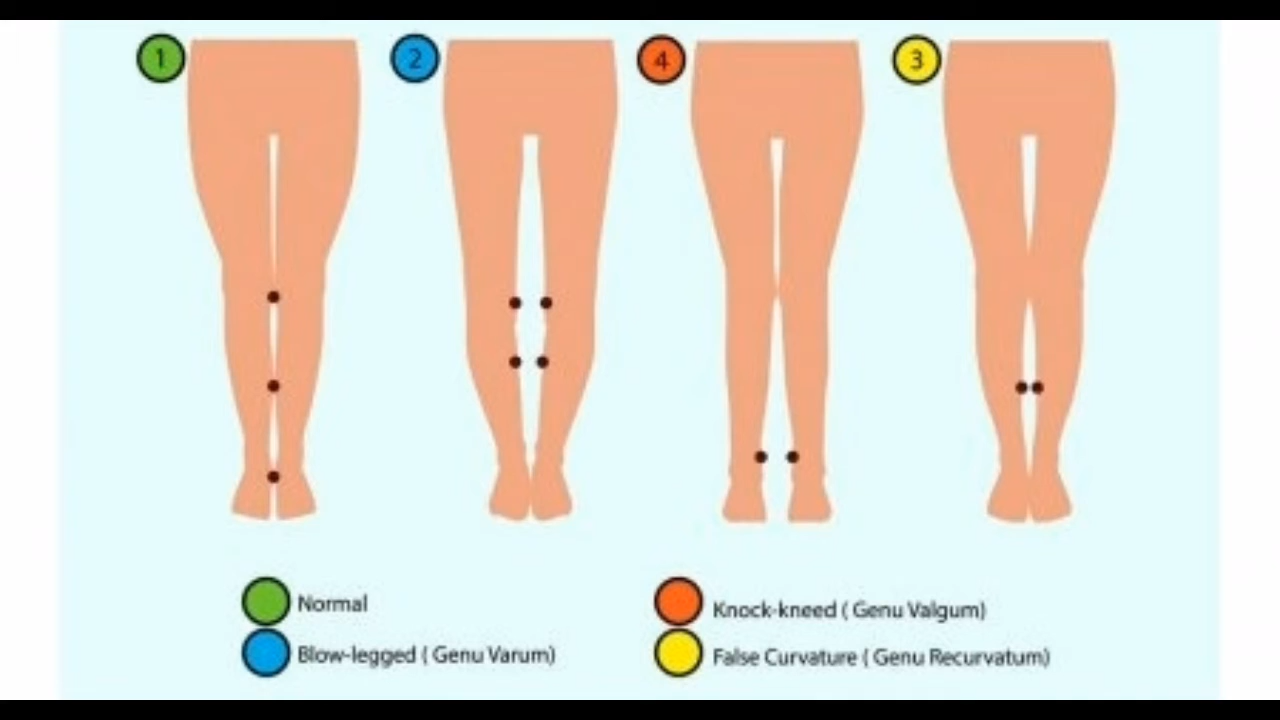 1
2
4
3
Normal
Knock-kneed ( Genu Valgum)
Blow-legged ( Genu Varum)
False Curvature ( Genu Recurvatum)